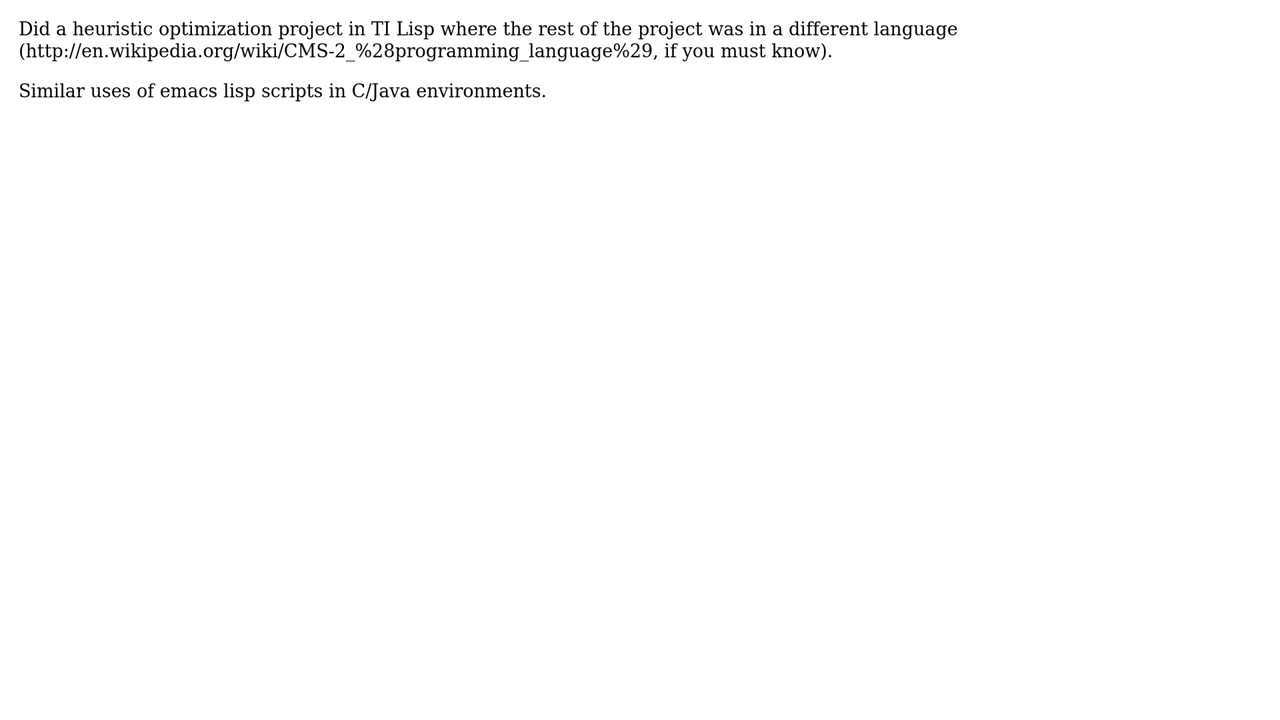 Did a heuristic optimization project in TI Lisp where the rest of the project was in a different language
(http://en.wikipedia.org/wiki/CMS-2_%28programming_language%29, if you must know).
Similar uses of emacs lisp scripts in C/Java environments.